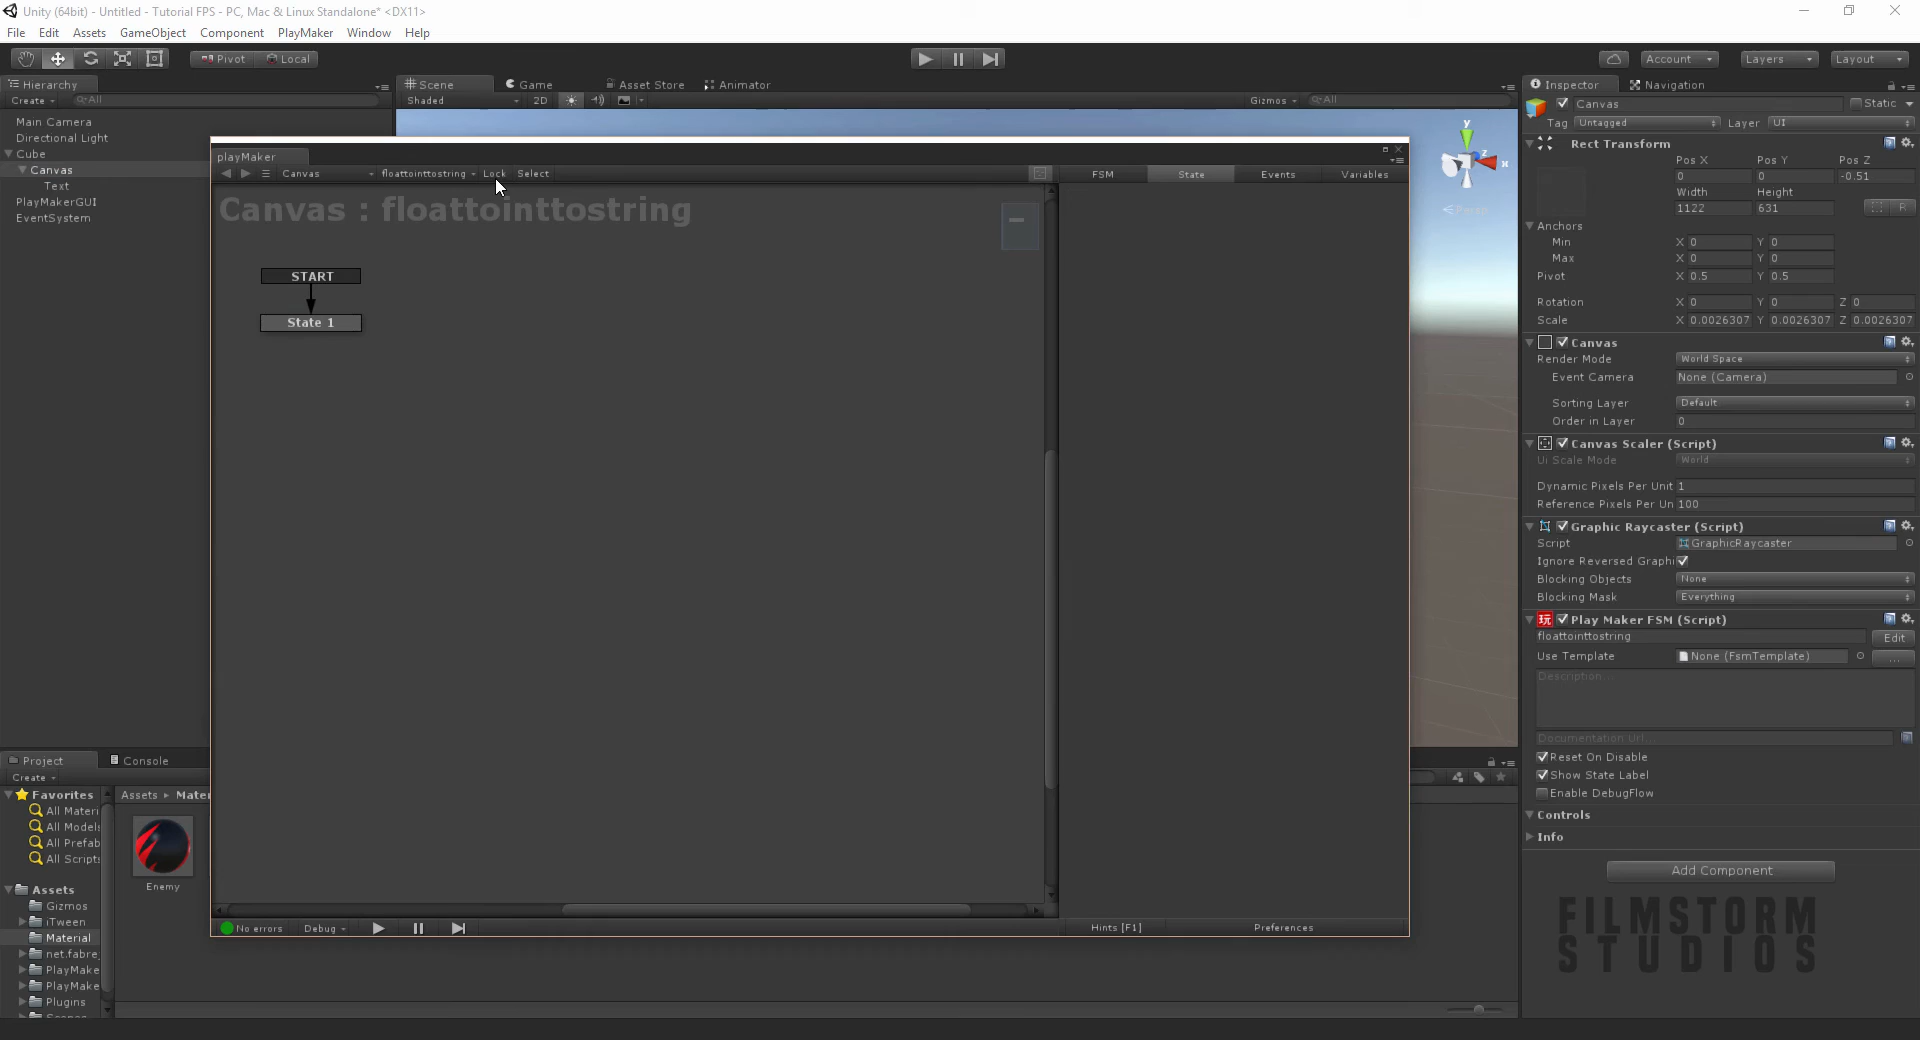 Unity (64bit) - Untitled - Tutorial FPS - PC, Mac & Linux Standalone* <DX11>
File Edit Assets GameObject Component PlayMaker Window Help
Pivot Local Account Layers Layout
Hierarchy
Create All
Main Camera
Directional Light
Cube
Canvas
Text
PlayMakerGUI
EventSystem
Scene Game Asset Store Animator
Shaded 2D Gizmos All
y
x
z
Persp
playMaker
Canvas floattointtostring Lock Select
FSM State Events Variables
Canvas : floattointtostring
START
State 1
No errors Debug
Hints [F1] Preferences
Inspector Navigation
Canvas Static
Tag Untagged Layer UI
Rect Transform
Pos X Pos Y Pos Z
0 0 -0.51
Width Height
1122 631
R
Anchors
Min X 0 Y 0
Max X 0 Y 0
Pivot X 0.5 Y 0.5
Rotation X 0 Y 0 Z 0
Scale X 0.0026307 Y 0.0026307 Z 0.0026307
Canvas
Render Mode World Space
Event Camera None (Camera)
Sorting Layer Default
Order in Layer 0
Canvas Scaler (Script)
Ui Scale Mode World
Dynamic Pixels Per Unit 1
Reference Pixels Per Un 100
Graphic Raycaster (Script)
Script GraphicRaycaster
Ignore Reversed Graphi
Blocking Objects None
Blocking Mask Everything
玩 Play Maker FSM (Script)
floattointtostring Edit
Use Template None (FsmTemplate) ...
Description...
Documentation Url...
Reset On Disable
Show State Label
Enable DebugFlow
Controls
Info
Add Component
FILMSTORM
STUDIOS
Project Console
Create
Favorites
All Materi
All Models
All Prefab
All Scripts
Assets
Gizmos
iTween
Material
net.fabre
PlayMake
PlayMake
Plugins
Assets Mater
Enemy